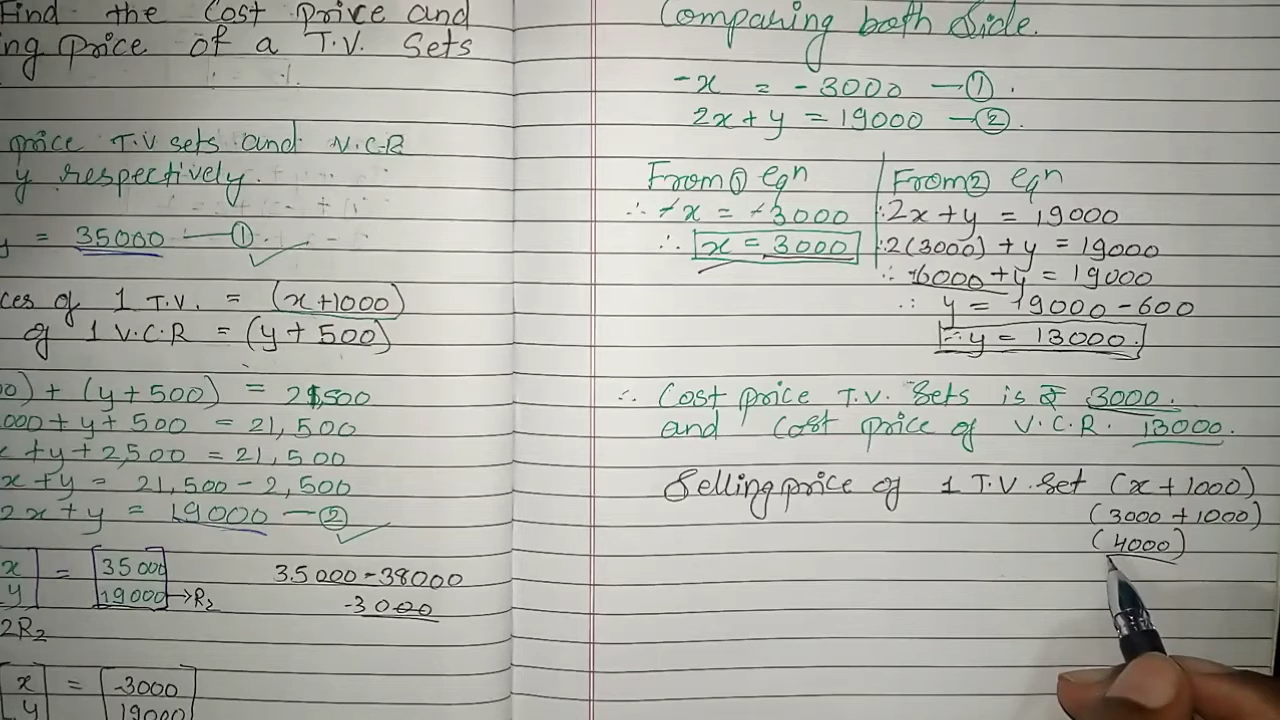 Find the Cost Price and
ing Price of a T.V. Sets
price T.V sets and V.C.R
y respectively.
y = 35000 — ①
ces of 1 T.V. = (x+1000)
of 1 V.C.R = (y+500)
00) + (y+500) = 21,500
000 + y + 500 = 21,500
x + y + 2,500 = 21,500
x + y = 21,500 - 2,500
2x + y = 19000 — ②
x = 35000
y 19000 → R2
35000 - 38000
-3000
2R2
x = -3000
y 19000
Comparing both Side.
-x = -3000 — ① .
2x + y = 19000 — ② .
From ① eqn
∴ -x = -3000
∴ x = 3000
From ② eqn
∴ 2x + y = 19000
∴ 2(3000) + y = 19000
∴ 6000 + y = 19000
∴ y = 19000 - 600
∴ y = 13000.
∴ Cost price T.V. Sets is ₹ 3000.
and Cost price of V.C.R. 13000.
Selling price of 1 T.V. Set (x + 1000)
(3000 + 1000)
(4000)